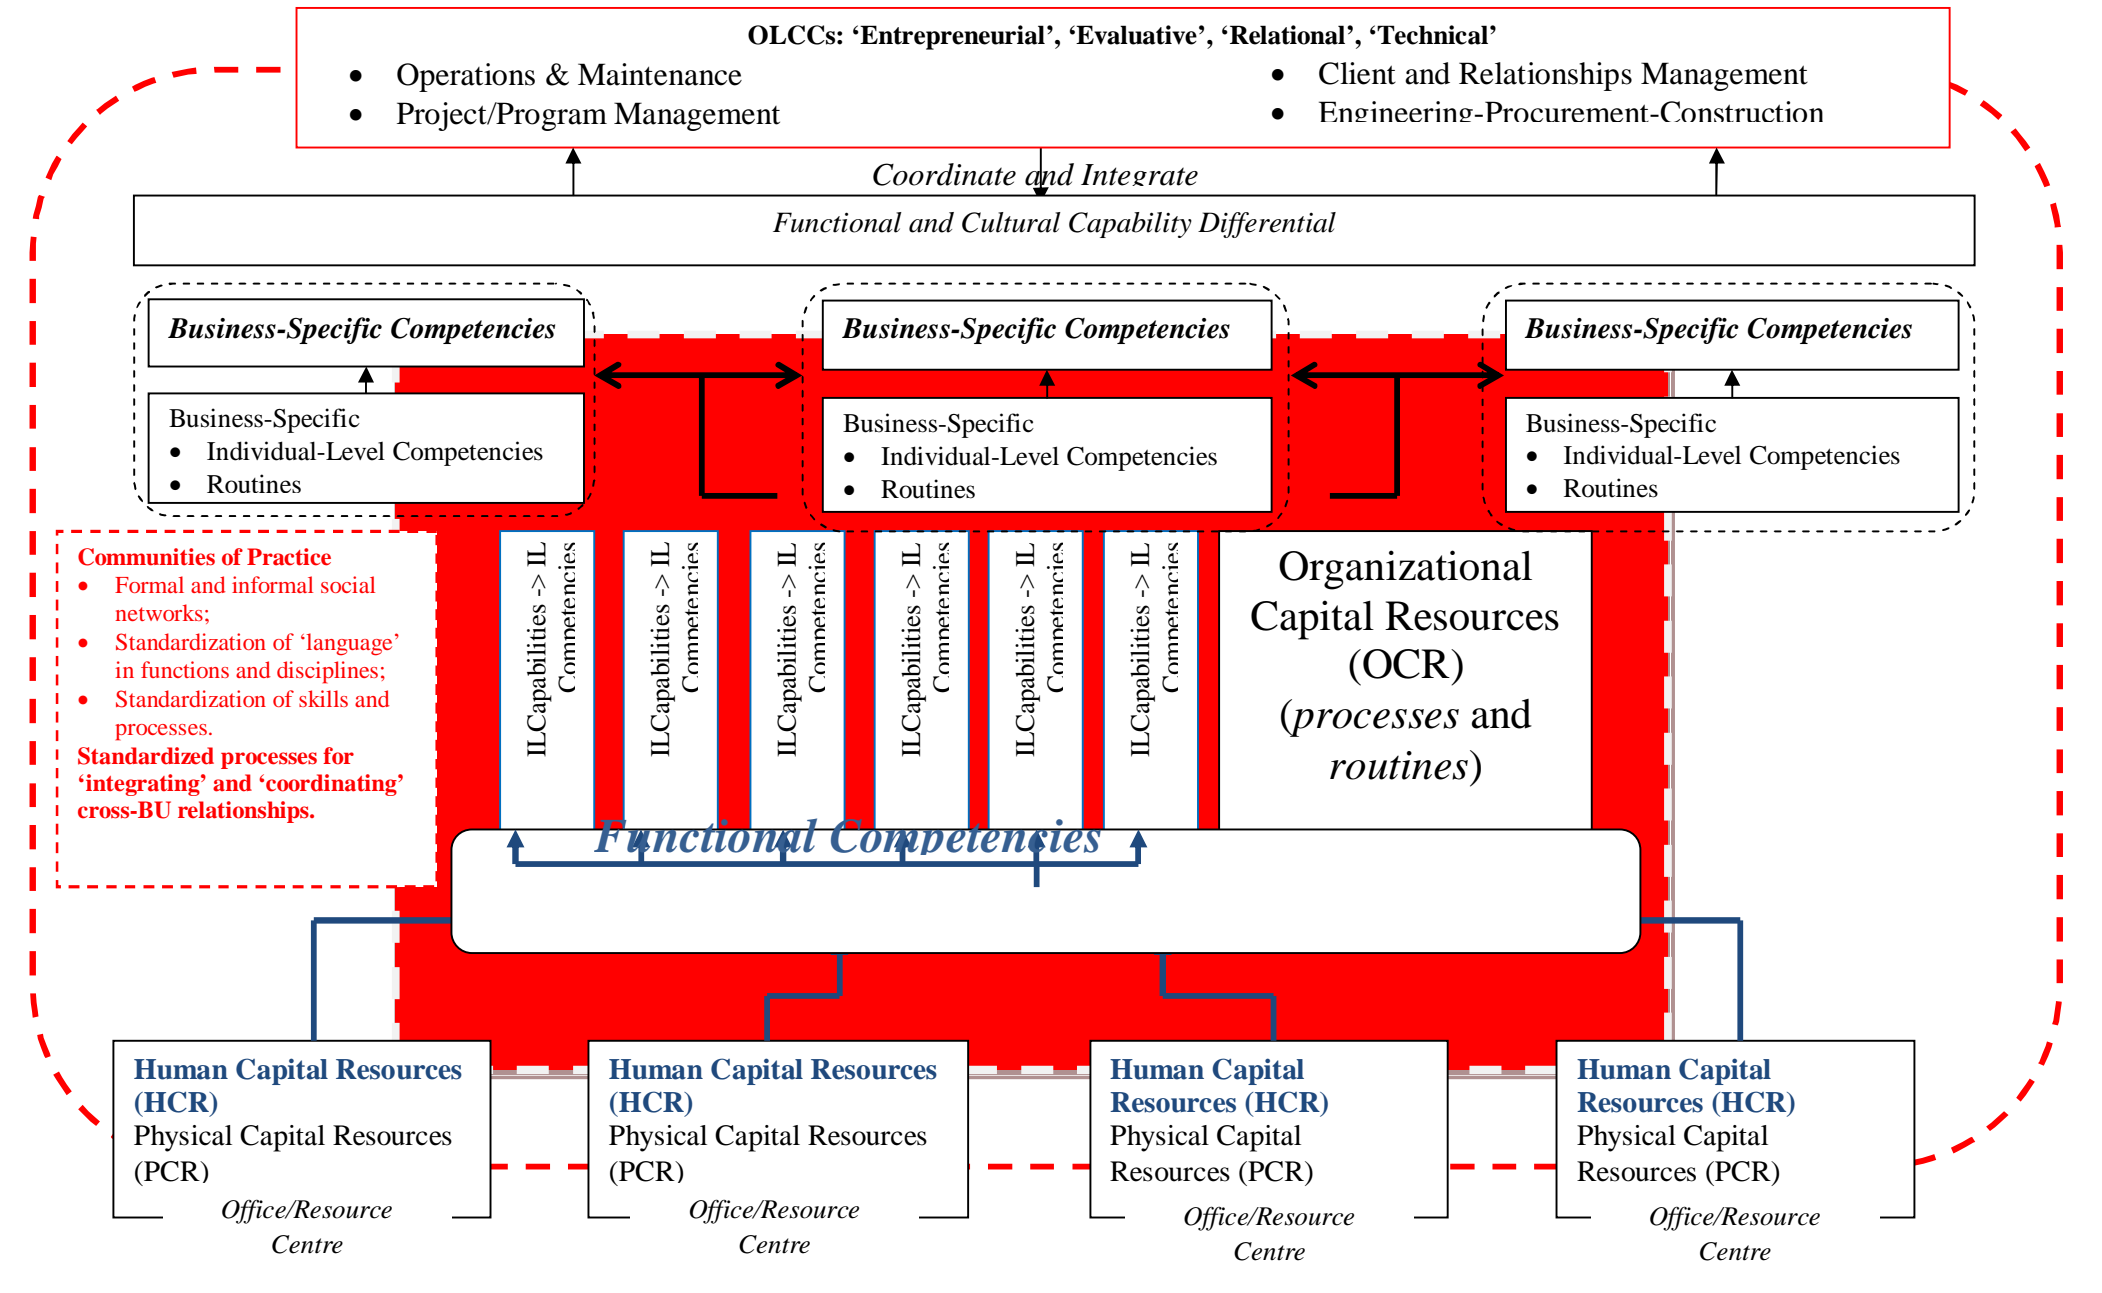 OLCCs: ‘Entrepreneurial’, ‘Evaluative’, ‘Relational’, ‘Technical’
• Operations & Maintenance
• Project/Program Management
• Client and Relationships Management
• Engineering-Procurement-Construction
Coordinate and Integrate
Functional and Cultural Capability Differential
Business-Specific Competencies
Business-Specific
• Individual-Level Competencies
• Routines
Business-Specific Competencies
Business-Specific
• Individual-Level Competencies
• Routines
Business-Specific Competencies
Business-Specific
• Individual-Level Competencies
• Routines
Communities of Practice
• Formal and informal social
networks;
• Standardization of ‘language’
in functions and disciplines;
• Standardization of skills and
processes.
Standardized processes for
‘integrating’ and ‘coordinating’
cross-BU relationships.
ILCapabilities -> IL
Competencies
ILCapabilities -> IL
Competencies
ILCapabilities -> IL
Competencies
ILCapabilities -> IL
Competencies
ILCapabilities -> IL
Competencies
ILCapabilities -> IL
Competencies
Organizational
Capital Resources
(OCR)
(processes and
routines)
Functional Competencies
Human Capital Resources
(HCR)
Physical Capital Resources
(PCR)
Office/Resource
Centre
Human Capital Resources
(HCR)
Physical Capital Resources
(PCR)
Office/Resource
Centre
Human Capital
Resources (HCR)
Physical Capital
Resources (PCR)
Office/Resource
Centre
Human Capital
Resources (HCR)
Physical Capital
Resources (PCR)
Office/Resource
Centre